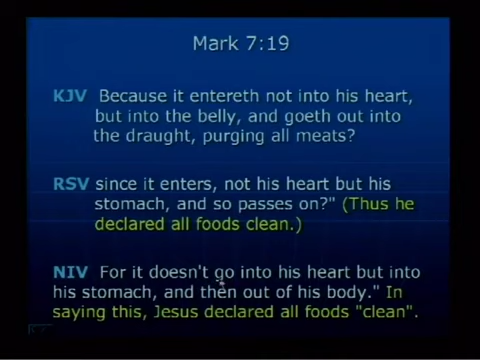 Mark 7:19
KJV Because it entereth not into his heart,
but into the belly, and goeth out into
the draught, purging all meats?
RSV since it enters, not his heart but his
stomach, and so passes on?" (Thus he
declared all foods clean.)
NIV For it doesn't go into his heart but into
his stomach, and then out of his body." In
saying this, Jesus declared all foods "clean".